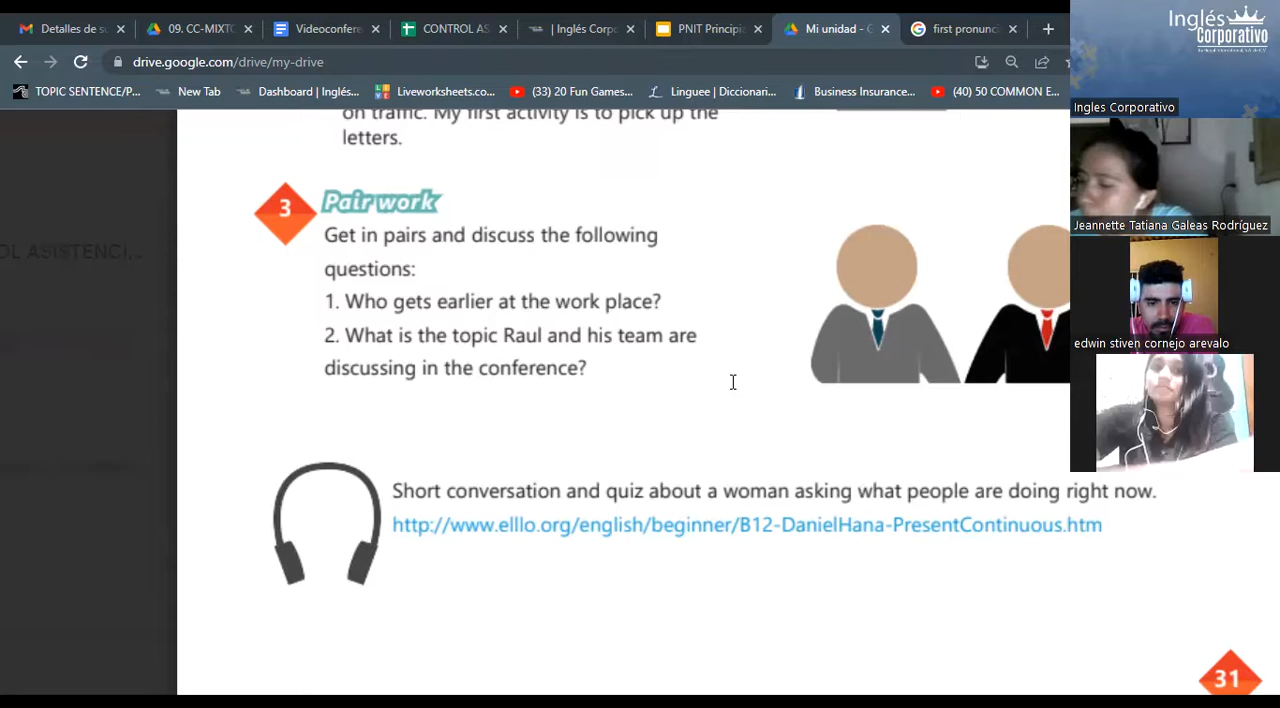 Detalles de su
09. CC-MIXTO
Videoconfere
CONTROL AS
| Inglés Corpo
PNIT Principia
Mi unidad - G
first pronunci
drive.google.com/drive/my-drive
TOPIC SENTENCE/P...
New Tab
Dashboard | Inglés...
Liveworksheets.co...
(33) 20 Fun Games...
Linguee | Diccionari...
Business Insurance...
(40) 50 COMMON E...
Inglés
Corporativo
Ingles Corporativo
Jeannette Tatiana Galeas Rodríguez
edwin stiven cornejo arevalo
OL ASISTENCI...
on traffic. My first activity is to pick up the
letters.
3
Pair work
Get in pairs and discuss the following
questions:
1. Who gets earlier at the work place?
2. What is the topic Raul and his team are
discussing in the conference?
Short conversation and quiz about a woman asking what people are doing right now.
http://www.elllo.org/english/beginner/B12-DanielHana-PresentContinuous.htm
31